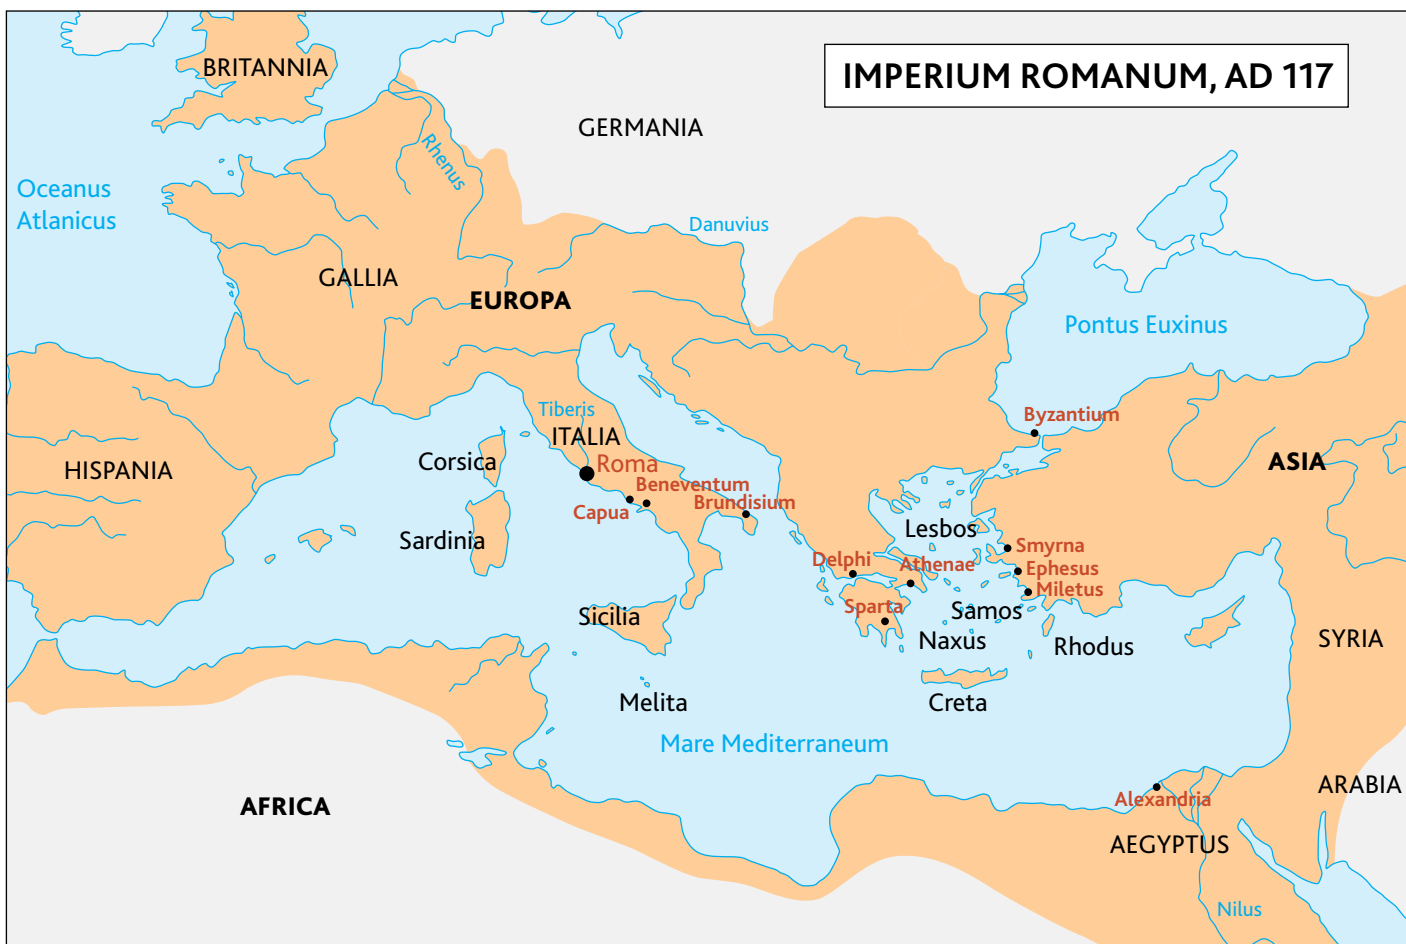 IMPERIUM ROMANUM, AD 117
BRITANNIA
GERMANIA
Rhenus
Oceanus
Atlanicus
Danuvius
GALLIA
EUROPA
Pontus Euxinus
Tiberis
Byzantium
ITALIA
HISPANIA
Corsica
Roma
ASIA
Beneventum
Capua
Brundisium
Sardinia
Lesbos
Smyrna
Delphi
Athenae
Ephesus
Miletus
Sicilia
Sparta
Samos
Naxus
Rhodus
SYRIA
Melita
Creta
Mare Mediterraneum
ARABIA
AFRICA
Alexandria
AEGYPTUS
Nilus